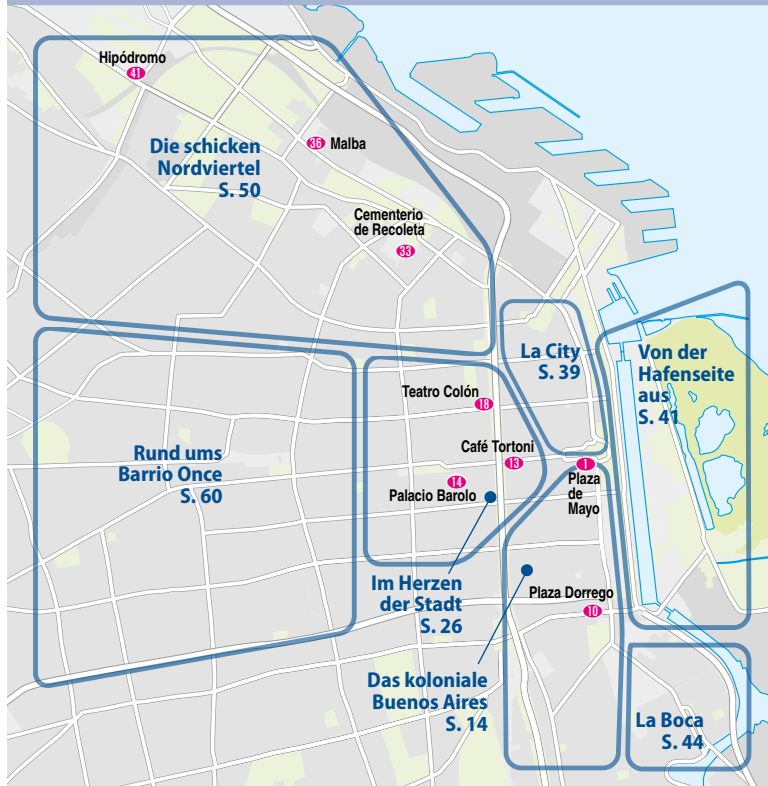 Hipódromo
41
Die schicken
Nordviertel
S. 50
36 Malba
Cementerio
de Recoleta
33
La City
S. 39
Von der
Hafenseite
aus
S. 41
Teatro Colón
18
Rund ums
Barrio Once
S. 60
Café Tortoni
13
14
Palacio Barolo
1
Plaza
de
Mayo
Im Herzen
der Stadt
S. 26
Plaza Dorrego
10
Das koloniale
Buenos Aires
S. 14
La Boca
S. 44